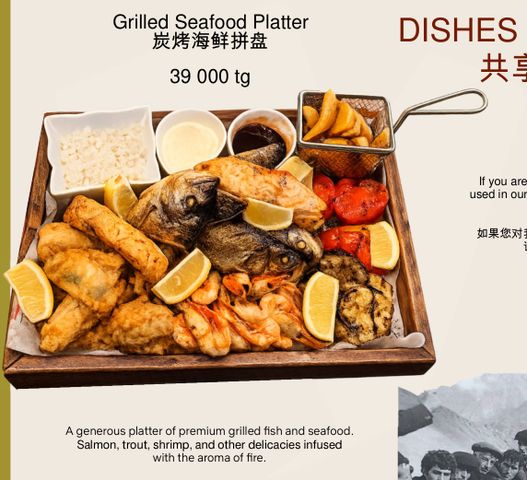 Grilled Seafood Platter
炭烤海鲜拼盘
39 000 tg
DISHES
共享
If you are
used in our
如果您对我
A generous platter of premium grilled fish and seafood.
Salmon, trout, shrimp, and other delicacies infused
with the aroma of fire.